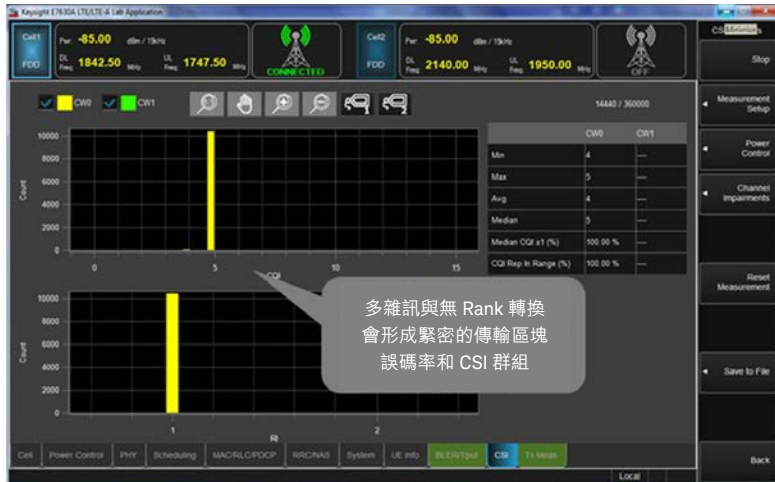 Keysight E7630A LTE/LTE-A Lab Application
Cell1
FDD
Pwr: -85.00 dBm / 15kHz
DL Freq: 1842.50 MHz
UL Freq: 1747.50 MHz
CONNECTED
Cell2
FDD
Pwr: -85.00 dBm / 15kHz
DL Freq: 2140.00 MHz
UL Freq: 1950.00 MHz
OFF
Minimize
Stop
Measurement Setup
Power Control
Channel Impairments
Reset Measurement
Save to File
Back
CW0 CW1
1:1
1 2
14440 / 360000
CW0 CW1
Min 4 ---
Max 5 ---
Avg 4 ---
Median 5 ---
Median CQI ±1 (%) 100.00 % ---
CQI Rep In Range (%) 100.00 % ---
Count
10000
8000
6000
4000
2000
0
0 5 10 15
CQI
多雜訊與無 Rank 轉換
會形成緊密的傳輸區塊
誤碼率和 CSI 群組
Count
10000
8000
6000
4000
2000
0
1 2
RI
Cell Power Control PHY Scheduling MAC/RLC/PDCP RRC/NAS System UE Info BLER/Tput CSI Tx Meas
Local